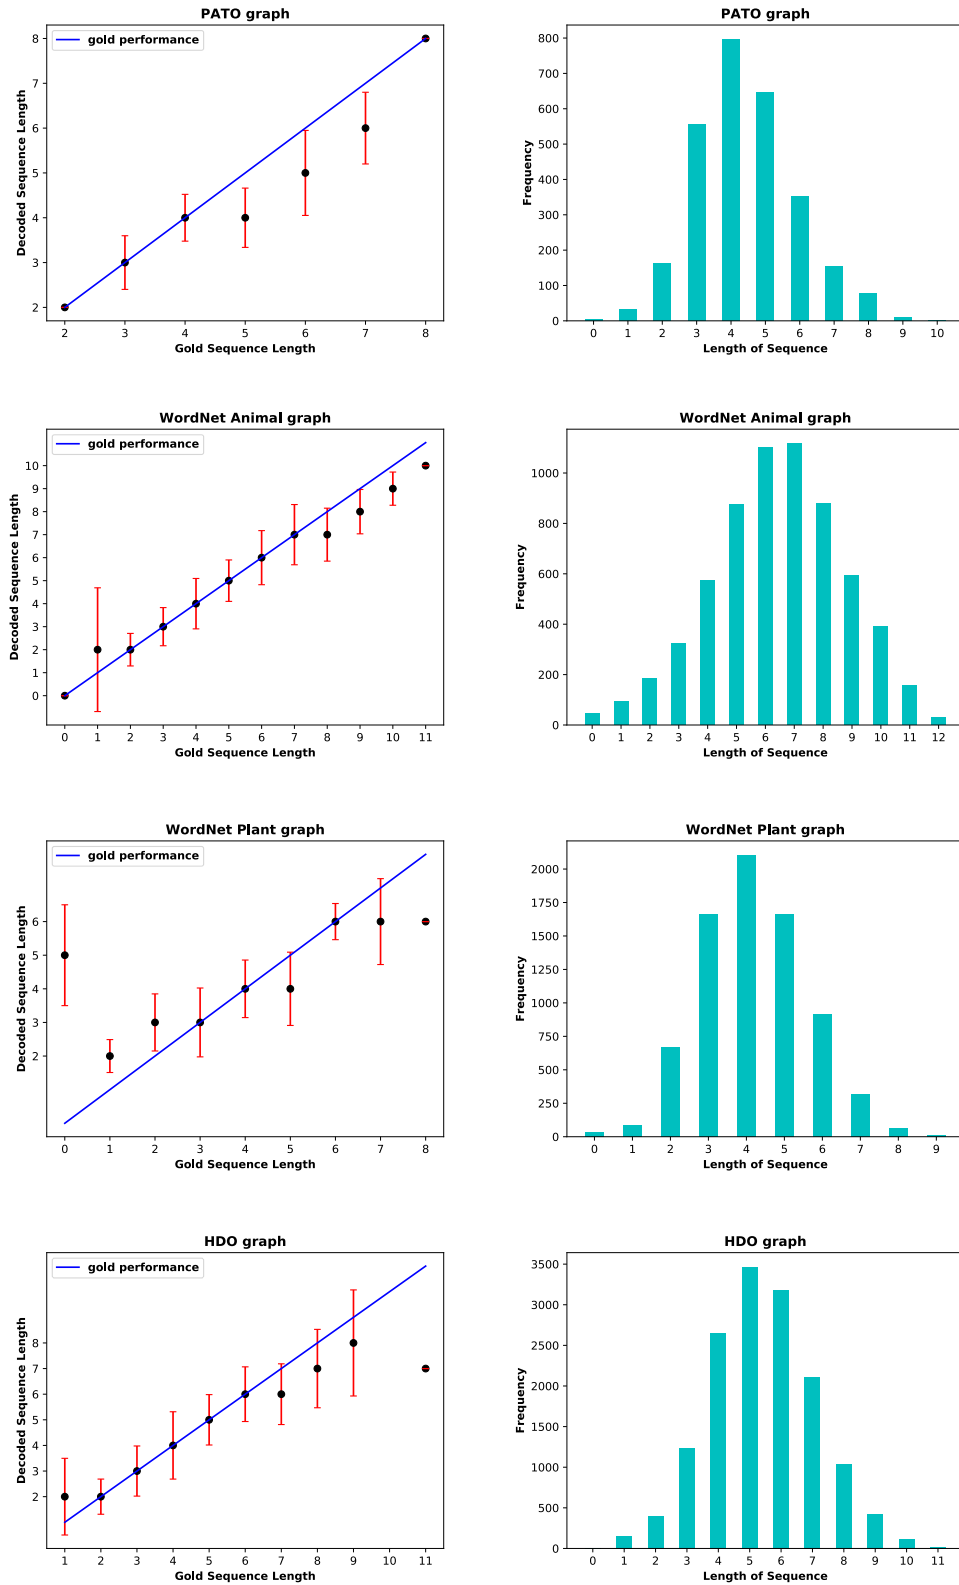 PATO graph
gold performance
8
7
6
5
4
3
2
2 3 4 5 6 7 8
Decoded Sequence Length
Gold Sequence Length
PATO graph
800
700
600
500
400
300
200
100
0
0 1 2 3 4 5 6 7 8 9 10
Frequency
Length of Sequence
WordNet Animal graph
gold performance
10
9
8
7
6
5
4
3
2
1
0
0 1 2 3 4 5 6 7 8 9 10 11
Decoded Sequence Length
Gold Sequence Length
WordNet Animal graph
1000
800
600
400
200
0
0 1 2 3 4 5 6 7 8 9 10 11 12
Frequency
Length of Sequence
WordNet Plant graph
gold performance
6
5
4
3
2
0 1 2 3 4 5 6 7 8
Decoded Sequence Length
Gold Sequence Length
WordNet Plant graph
2000
1750
1500
1250
1000
750
500
250
0
0 1 2 3 4 5 6 7 8 9
Frequency
Length of Sequence
HDO graph
gold performance
8
7
6
5
4
3
2
1 2 3 4 5 6 7 8 9 11
Decoded Sequence Length
Gold Sequence Length
HDO graph
3500
3000
2500
2000
1500
1000
500
0
0 1 2 3 4 5 6 7 8 9 10 11
Frequency
Length of Sequence